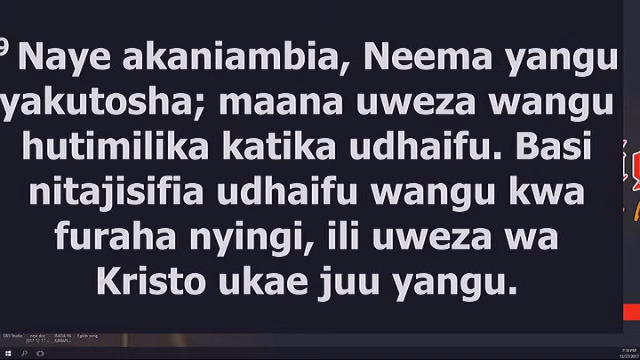 9 Naye akaniambia, Neema yangu
yakutosha; maana uweza wangu
hutimilika katika udhaifu. Basi
nitajisifia udhaifu wangu kwa
furaha nyingi, ili uweza wa
Kristo ukae juu yangu.